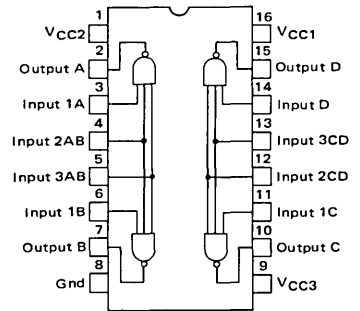 1
VCC2
2
Output A
3
Input 1A
4
Input 2AB
5
Input 3AB
6
Input 1B
7
Output B
8
Gnd
16
VCC1
15
Output D
14
Input D
13
Input 3CD
12
Input 2CD
11
Input 1C
10
Output C
9
VCC3